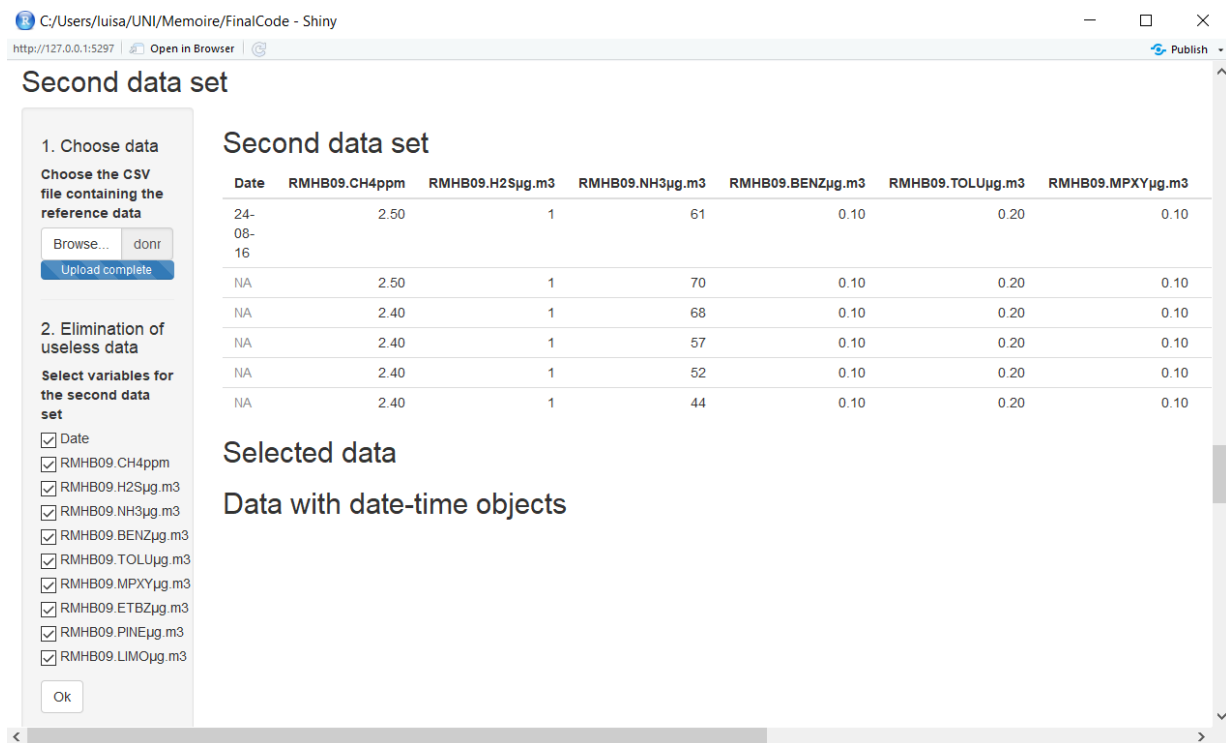 C:/Users/luisa/UNI/Memoire/FinalCode - Shiny
http://127.0.0.1:5297 Open in Browser Publish
Second data set
1. Choose data
Choose the CSV
file containing the
reference data
Browse... donr
Upload complete
2. Elimination of
useless data
Select variables for
the second data
set
Date
RMHB09.CH4ppm
RMHB09.H2Sµg.m3
RMHB09.NH3µg.m3
RMHB09.BENZµg.m3
RMHB09.TOLUµg.m3
RMHB09.MPXYµg.m3
RMHB09.ETBZµg.m3
RMHB09.PINEµg.m3
RMHB09.LIMOµg.m3
Ok
Second data set
Date RMHB09.CH4ppm RMHB09.H2Sµg.m3 RMHB09.NH3µg.m3 RMHB09.BENZµg.m3 RMHB09.TOLUµg.m3 RMHB09.MPXYµg.m3
24- 2.50 1 61 0.10 0.20 0.10
08-
16
NA 2.50 1 70 0.10 0.20 0.10
NA 2.40 1 68 0.10 0.20 0.10
NA 2.40 1 57 0.10 0.20 0.10
NA 2.40 1 52 0.10 0.20 0.10
NA 2.40 1 44 0.10 0.20 0.10
Selected data
Data with date-time objects